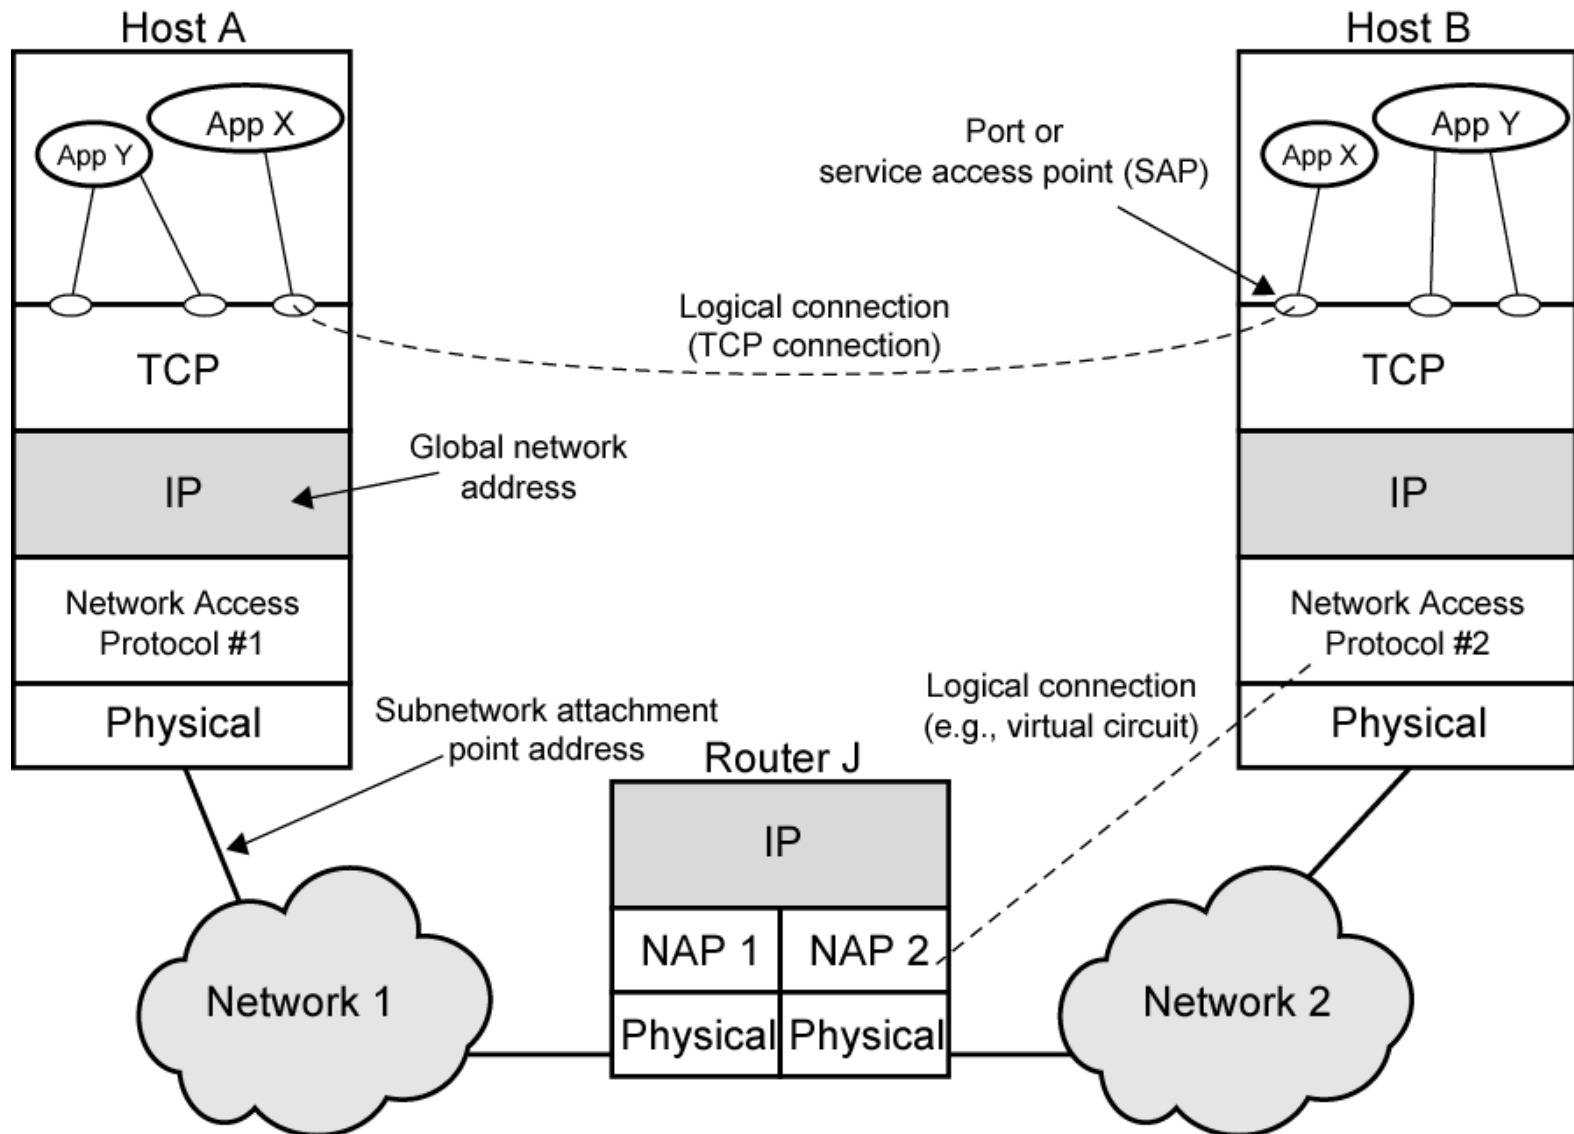 Host A
Host B
App X
App Y
Port or
service access point (SAP)
App Y
App X
Logical connection
(TCP connection)
TCP
TCP
Global network
address
IP
IP
Network Access
Protocol #1
Network Access
Protocol #2
Logical connection
(e.g., virtual circuit)
Subnetwork attachment
point address
Physical
Physical
Router J
IP
NAP 1
NAP 2
Network 1
Network 2
Physical
Physical